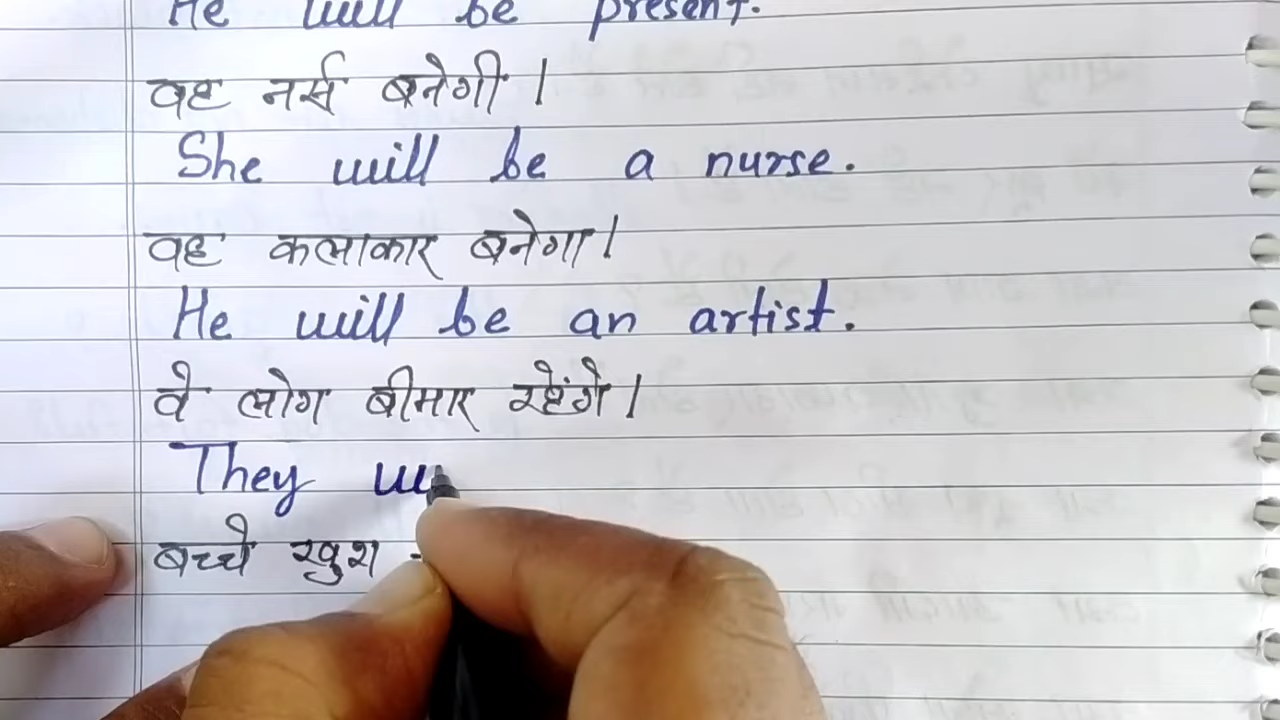 He will be present.
वह नर्स बनेगी।
She will be a nurse.
वह कलाकार बनेगा।
He will be an artist.
वे लोग बीमार रहेंगे।
They
बच्चे खुश